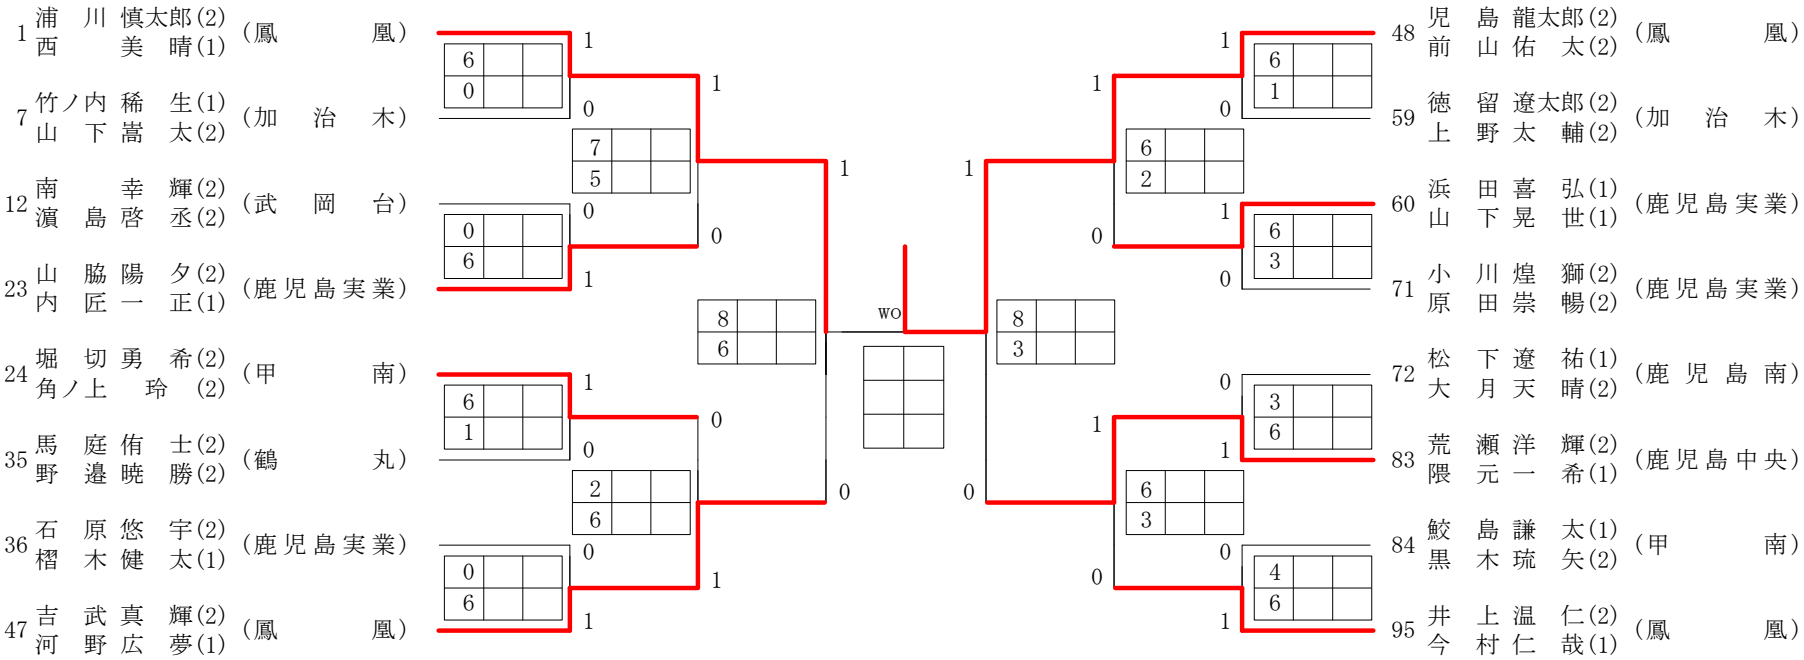 1 浦 川 慎太郎(2) (鳳 凰)
西 美 晴(1)
7 竹ノ内 稀 生(1) (加 治 木)
山 下 嵩 太(2)
12 南 幸 輝(2) (武 岡 台)
濵 島 啓 丞(2)
23 山 脇 陽 夕(2) (鹿児島実業)
内 匠 一 正(1)
24 堀 切 勇 希(2) (甲 南)
角ノ上 玲 (2)
35 馬 庭 侑 士(2) (鶴 丸)
野 邉 暁 勝(2)
36 石 原 悠 宇(2) (鹿児島実業)
槢 木 健 太(1)
47 吉 武 真 輝(2) (鳳 凰)
河 野 広 夢(1)
1
6
0
0
0
0
6
1
1
6
1
0
0
0
6
1
1
7
5
0
0
2
6
1
1
8
6
0
WO
1
8
3
0
1
6
2
0
1
6
3
0
1
6
1
0
1
6
3
0
0
3
6
1
0
4
6
1
48 児 島 龍太郎(2) (鳳 凰)
前 山 佑 太(2)
59 徳 留 遼太郎(2) (加 治 木)
上 野 太 輔(2)
60 浜 田 喜 弘(1) (鹿児島実業)
山 下 晃 世(1)
71 小 川 煌 獅(2) (鹿児島実業)
原 田 崇 暢(2)
72 松 下 遼 祐(1) (鹿 児 島 南)
大 月 天 晴(2)
83 荒 瀬 洋 輝(2) (鹿児島中央)
隈 元 一 希(1)
84 鮫 島 謙 太(1) (甲 南)
黒 木 琉 矢(2)
95 井 上 温 仁(2) (鳳 凰)
今 村 仁 哉(1)